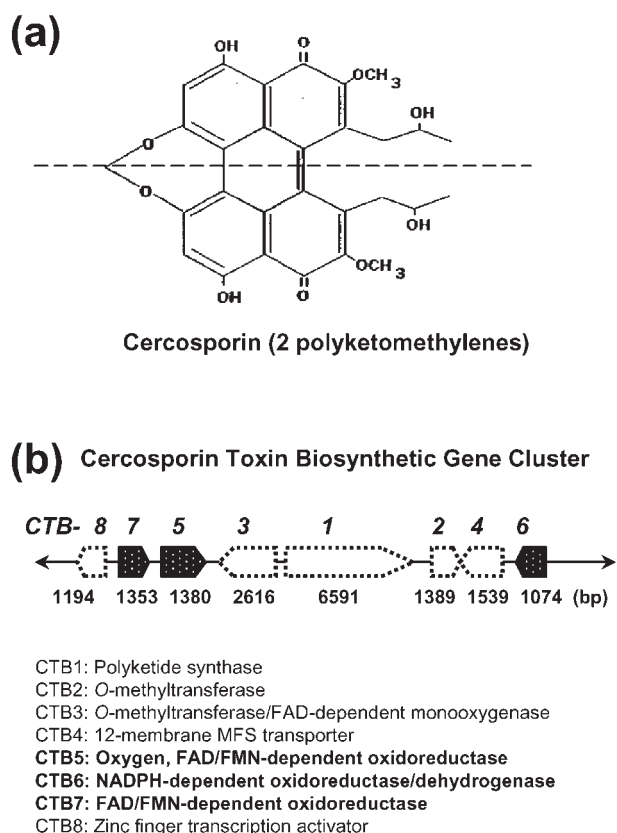 (a)
OH
O
OCH3
OH
O
O
OH
OCH3
OH
O
Cercosporin (2 polyketomethylenes)
(b) Cercosporin Toxin Biosynthetic Gene Cluster
CTB- 8 7 5 3 1 2 4 6
1194 1353 1380 2616 6591 1389 1539 1074 (bp)
CTB1: Polyketide synthase
CTB2: O-methyltransferase
CTB3: O-methyltransferase/FAD-dependent monooxygenase
CTB4: 12-membrane MFS transporter
CTB5: Oxygen, FAD/FMN-dependent oxidoreductase
CTB6: NADPH-dependent oxidoreductase/dehydrogenase
CTB7: FAD/FMN-dependent oxidoreductase
CTB8: Zinc finger transcription activator